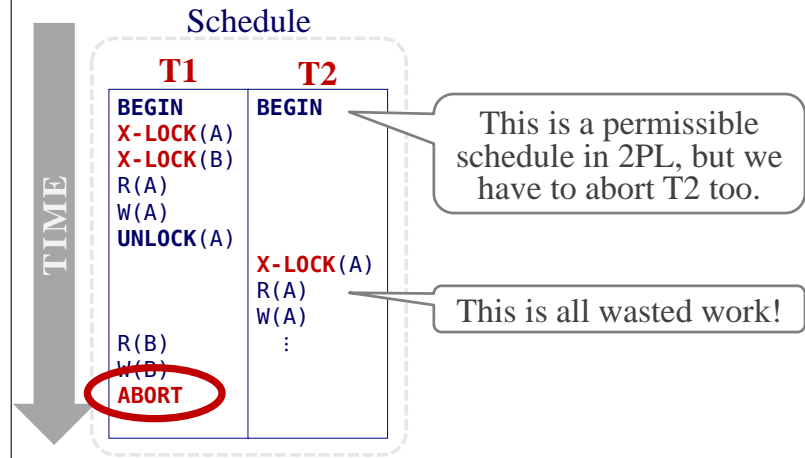 Schedule
TIME
T1 T2
BEGIN BEGIN
X-LOCK(A)
X-LOCK(B)
R(A)
W(A)
UNLOCK(A)
X-LOCK(A)
R(A)
W(A)
R(B) ⋮
W(B)
ABORT
This is a permissible
schedule in 2PL, but we
have to abort T2 too.
This is all wasted work!